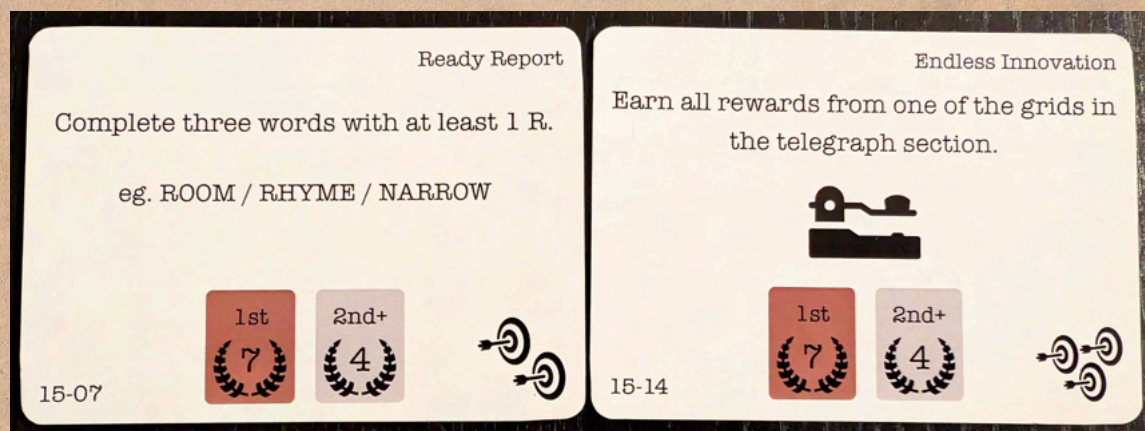 Ready Report
Complete three words with at least 1 R.
eg. ROOM / RHYME / NARROW
1st
7
2nd+
4
15-07
Endless Innovation
Earn all rewards from one of the grids in
the telegraph section.
1st
7
2nd+
4
15-14